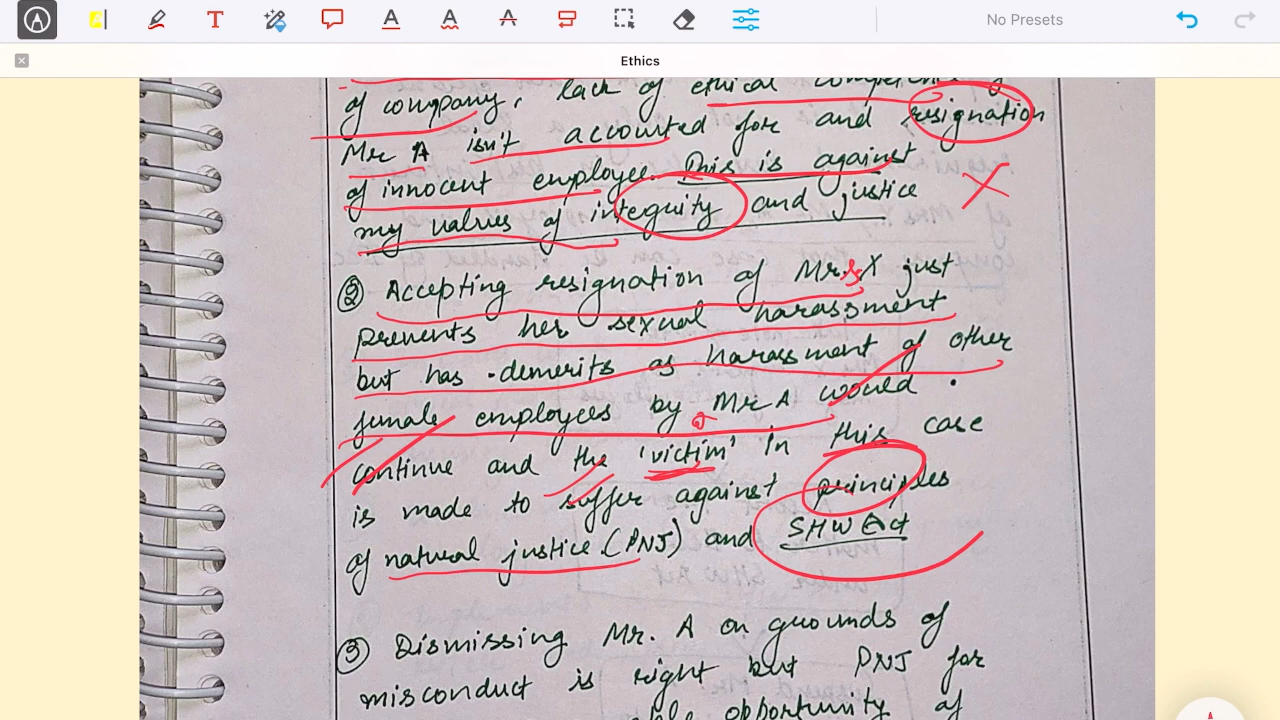 No Presets
Ethics
of company, lack of ethical
Mr A isn't accounted for and resignation
of innocent employee. This is against
my values of integuity and justice
② Accepting resignation of Mrs X just
prevents her sexual harassment
but has demerits as harassment of other
female employees by Mr A would
continue and the 'victim' in this case
is made to suffer against principles
of natural justice (PNJ) and SHW Act
③ Dismissing Mr. A on grounds of
misconduct is right but PNJ for
opportunity of